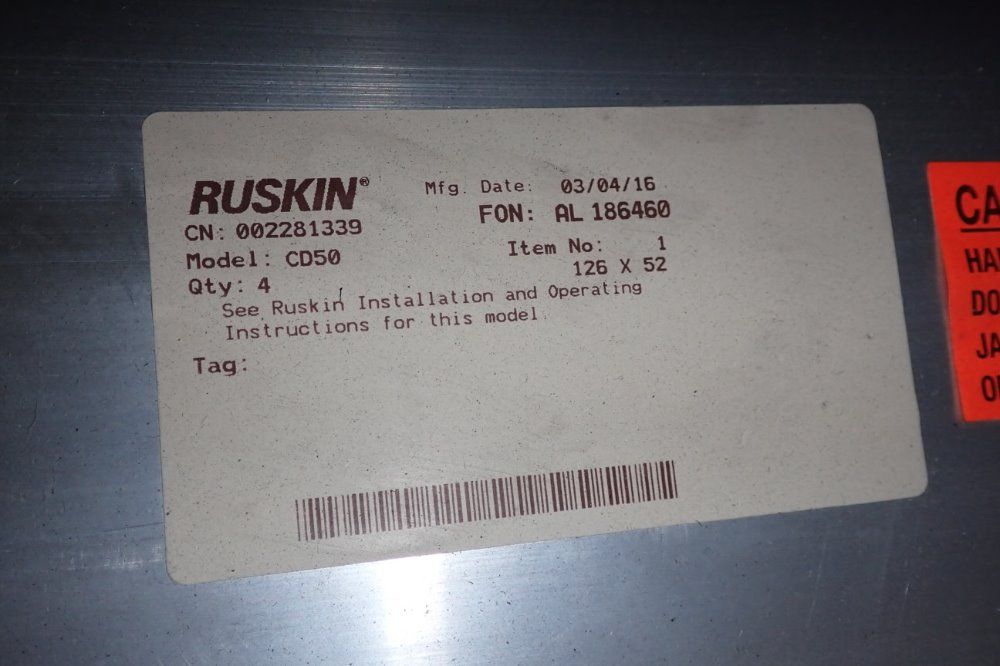 RUSKIN®
Mfg. Date: 03/04/16
FON: AL 186460
CN: 002281339
Model: CD50
Item No: 1
126 X 52
Qty: 4
See Ruskin Installation and Operating
Instructions for this model.
Tag:
CA
HA
DO
JA